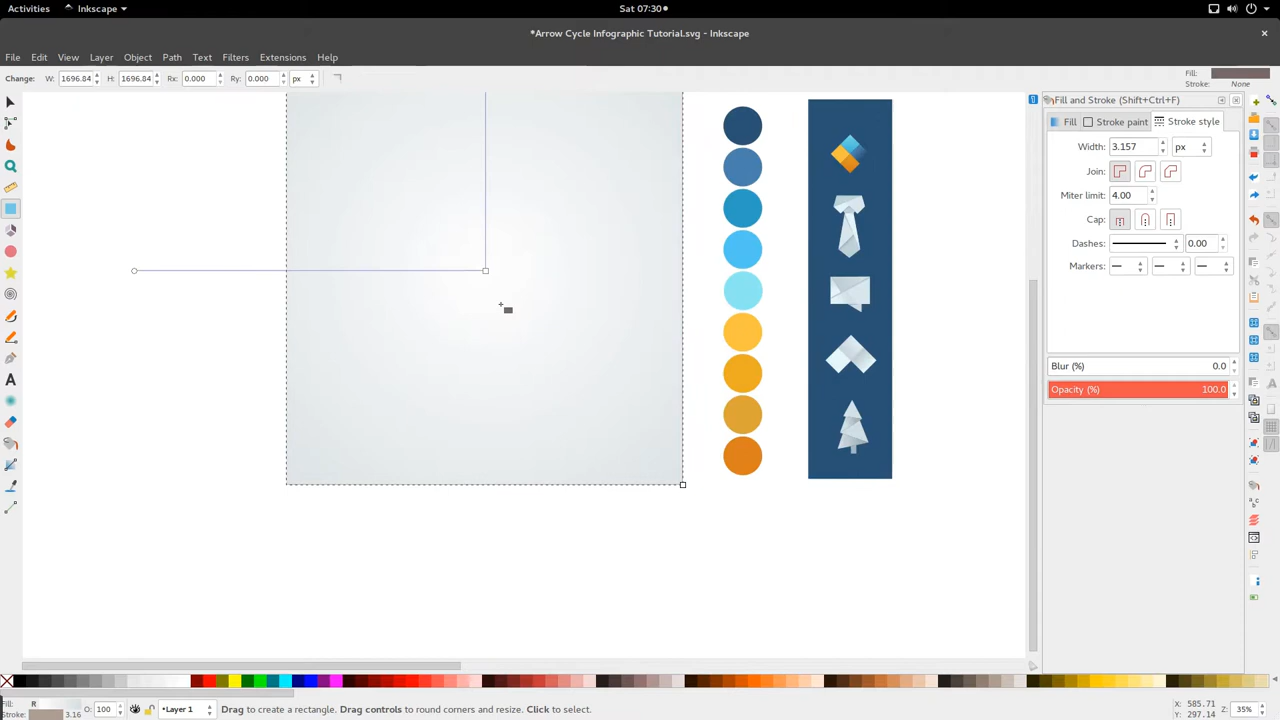 Activities Inkscape Sat 07:30
*Arrow Cycle Infographic Tutorial.svg - Inkscape
File Edit View Layer Object Path Text Filters Extensions Help
Change: W: 1696.84 H: 1696.84 Rx: 0.000 Ry: 0.000 px
Fill:
Stroke: None
Fill and Stroke (Shift+Ctrl+F)
Fill Stroke paint Stroke style
Width: 3.157 px
Join:
Miter limit: 4.00
Cap:
Dashes: 0.00
Markers:
Blur (%) 0.0
Opacity (%) 100.0
Fill: R
Stroke: 3.16
O: 100
Layer 1
Drag to create a rectangle. Drag controls to round corners and resize. Click to select.
X: 585.71
Y: 297.14
Z: 35%